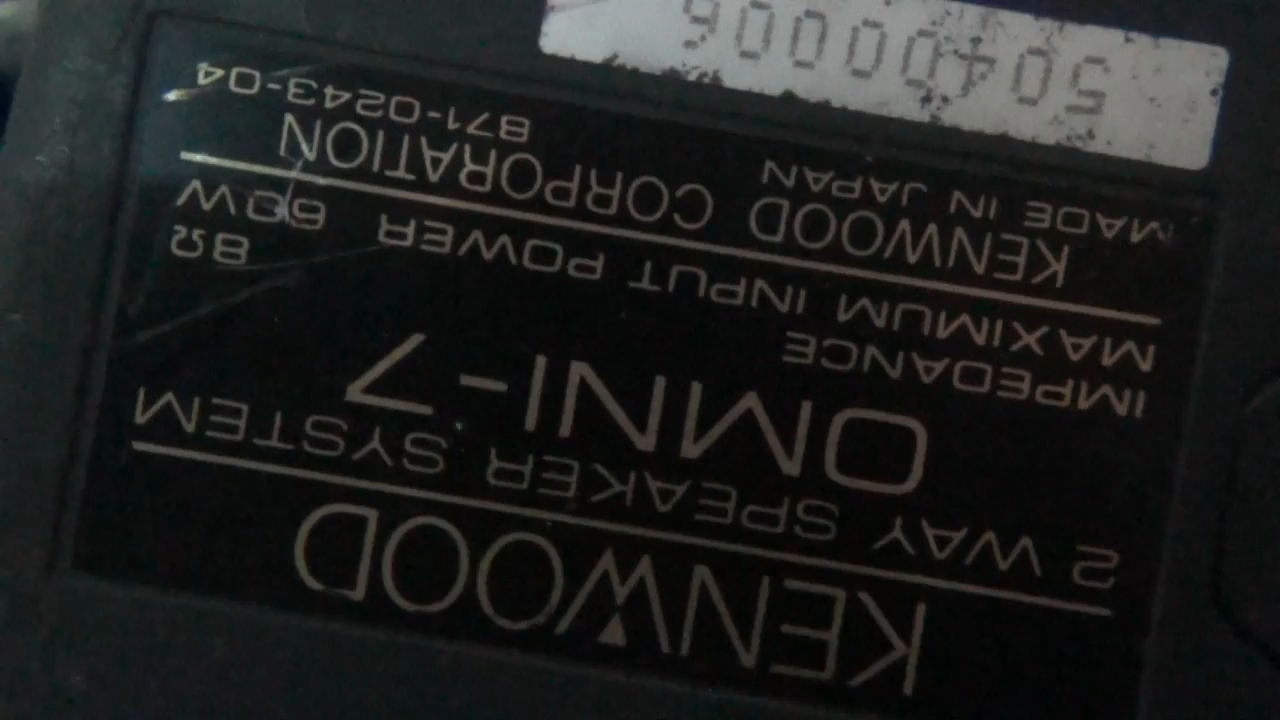 KENWOOD
2 WAY SPEAKER SYSTEM
OMNI-7
IMPEDANCE 8Ω
MAXIMUM INPUT POWER 60W
KENWOOD CORPORATION
MADE IN JAPAN B71-0243-04
50400006